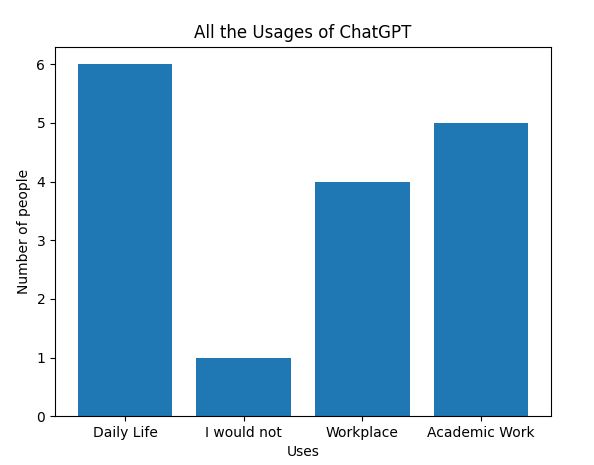 All the Usages of ChatGPT
Number of people
6
5
4
3
2
1
0
Daily Life
I would not
Workplace
Academic Work
Uses